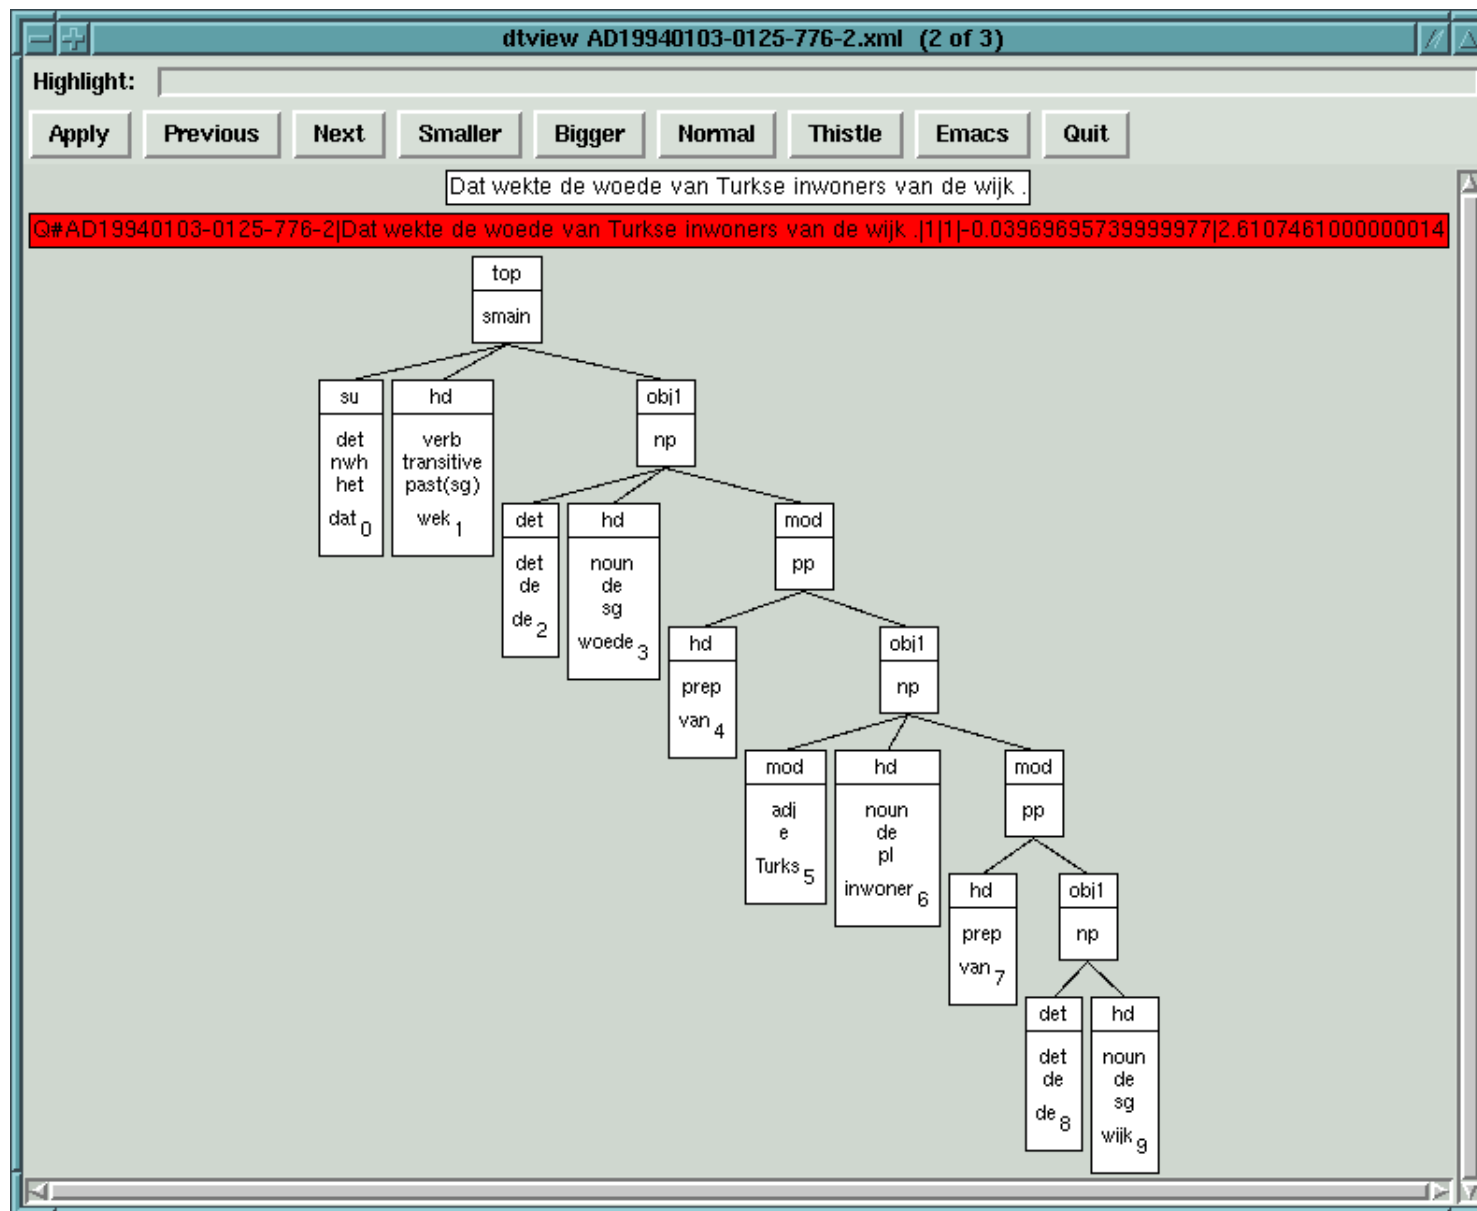 dtview AD19940103-0125-776-2.xml (2 of 3)
Highlight:
Apply Previous Next Smaller Bigger Normal Thistle Emacs Quit
Dat wekte de woede van Turkse inwoners van de wijk .
Q#AD19940103-0125-776-2|Dat wekte de woede van Turkse inwoners van de wijk .|1|1|-0.03969695739999977|2.6107461000000014
top
smain
su hd obj1
det verb np
nwh transitive
het past(sg)
dat 0 wek 1
det hd mod
det noun pp
de de
sg
de 2 woede 3
hd obj1
prep np
van 4
mod hd mod
adj noun pp
e de
pl
Turks 5 inwoner 6
hd obj1
prep np
van 7
det hd
det noun
de de
sg
de 8 wijk 9